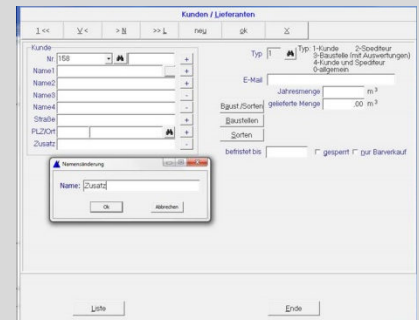 Kunden / Lieferanten
1 << V < > N >> L neu ok X
Kunde
Nr 158 +
Name1 +
Name2 +
Name3 -
Name4 -
Straße +
PLZ/Ort +
Zusatz -
Typ 1 Typ: 1-Kunde 2-Spediteur
3-Baustelle (mit Auswertungen)
4-Kunde und Spediteur
0-allgemein
E-Mail
Jahresmenge m³
Baust./Sorten gelieferte Menge ,00 m³
Baustellen
Sorten
befristet bis gesperrt nur Barverkauf
Namensänderung
Name: Zusatz
Ok Abbrechen
Liste Ende